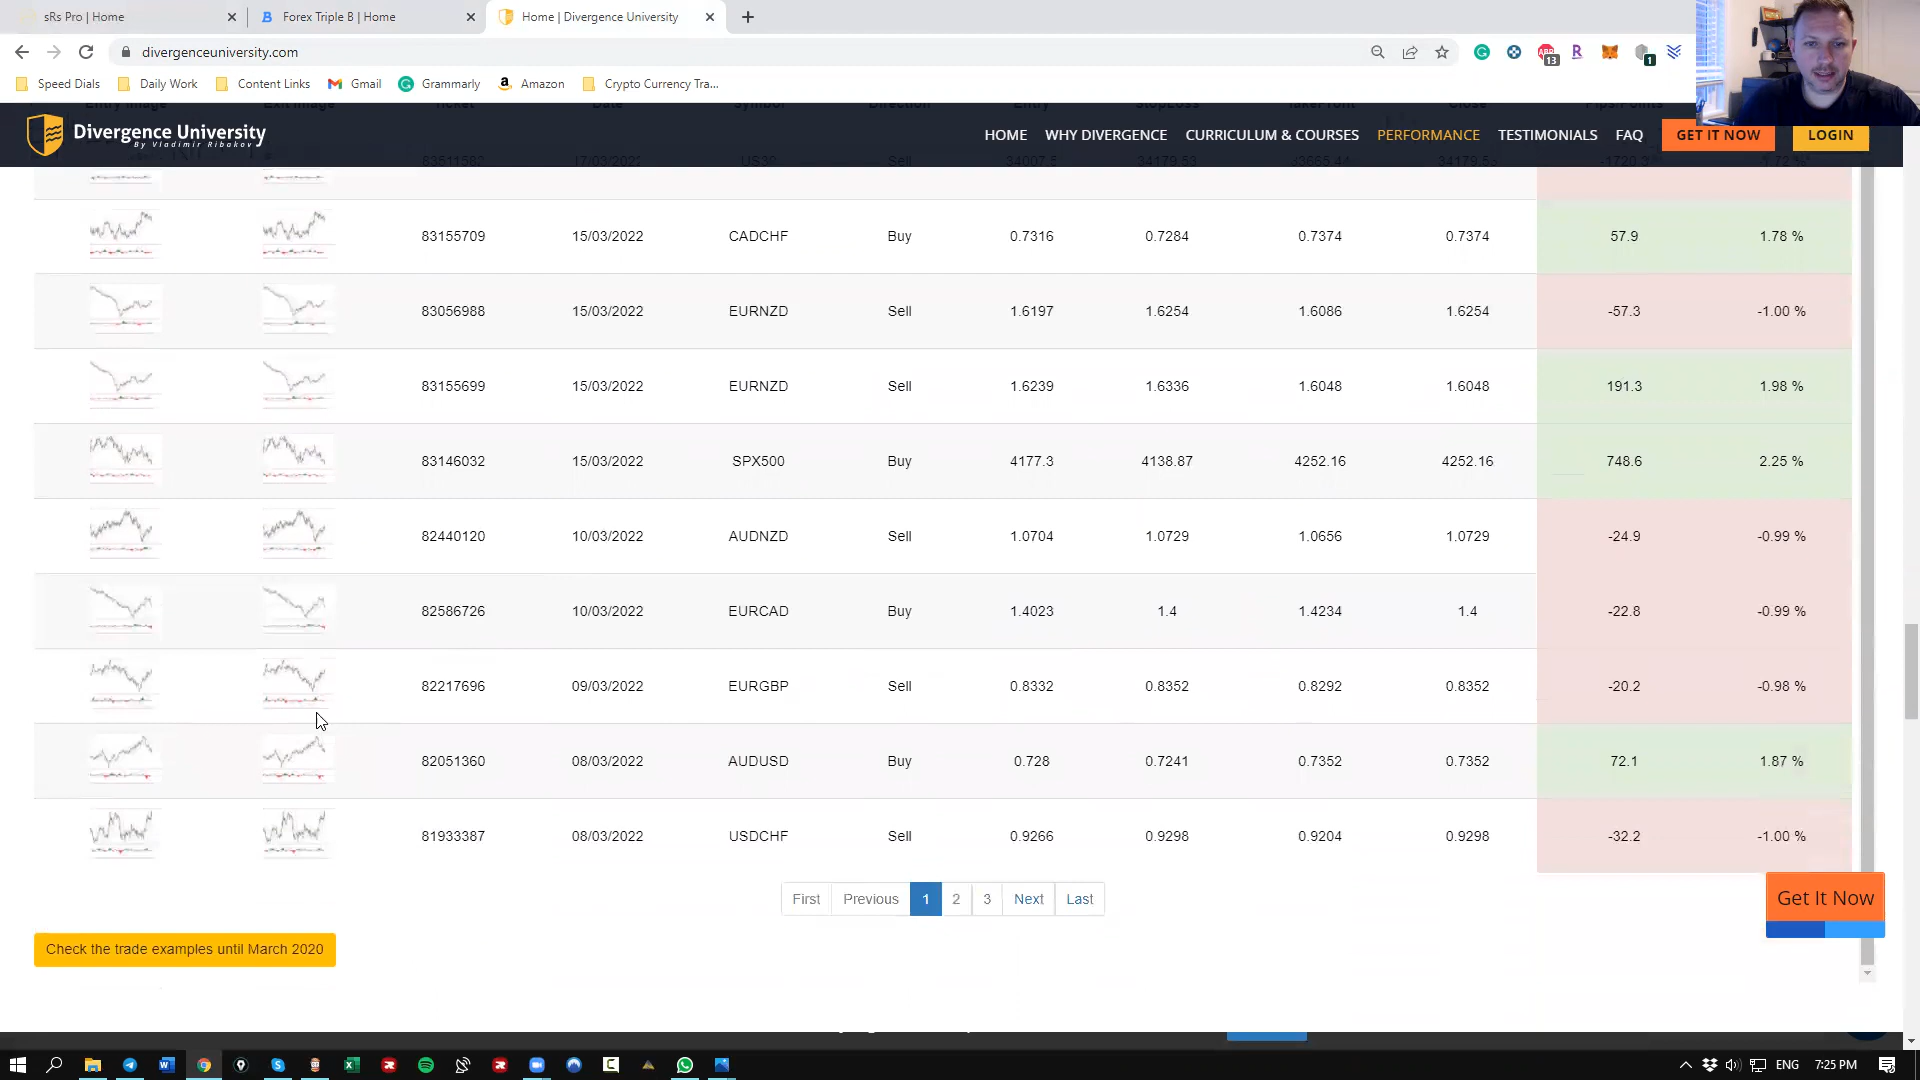 sRs Pro | Home
Forex Triple B | Home
Home | Divergence University
divergenceuniversity.com
13
1
Speed Dials
Daily Work
Content Links
Gmail
Grammarly
Amazon
Crypto Currency Tra...
Divergence University
By Vladimir Ribakov
HOME WHY DIVERGENCE CURRICULUM & COURSES PERFORMANCE TESTIMONIALS FAQ GET IT NOW LOGIN
83155709 15/03/2022 CADCHF Buy 0.7316 0.7284 0.7374 0.7374 57.9 1.78 %
83056988 15/03/2022 EURNZD Sell 1.6197 1.6254 1.6086 1.6254 -57.3 -1.00 %
83155699 15/03/2022 EURNZD Sell 1.6239 1.6336 1.6048 1.6048 191.3 1.98 %
83146032 15/03/2022 SPX500 Buy 4177.3 4138.87 4252.16 4252.16 748.6 2.25 %
82440120 10/03/2022 AUDNZD Sell 1.0704 1.0729 1.0656 1.0729 -24.9 -0.99 %
82586726 10/03/2022 EURCAD Buy 1.4023 1.4 1.4234 1.4 -22.8 -0.99 %
82217696 09/03/2022 EURGBP Sell 0.8332 0.8352 0.8292 0.8352 -20.2 -0.98 %
82051360 08/03/2022 AUDUSD Buy 0.728 0.7241 0.7352 0.7352 72.1 1.87 %
81933387 08/03/2022 USDCHF Sell 0.9266 0.9298 0.9204 0.9298 -32.2 -1.00 %
First Previous 1 2 3 Next Last
Get It Now
Check the trade examples until March 2020
ENG 7:25 PM